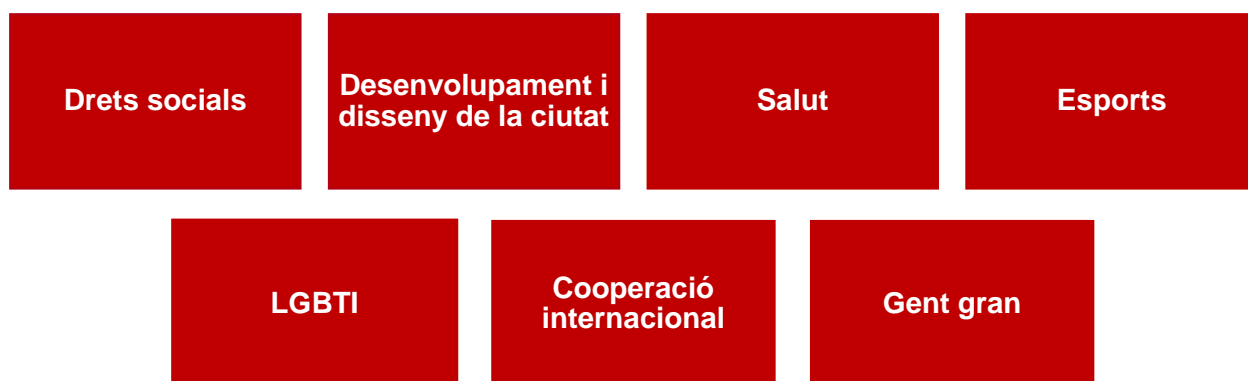 Drets socials
Desenvolupament i
disseny de la ciutat
Salut
Esports
LGBTI
Cooperació
internacional
Gent gran